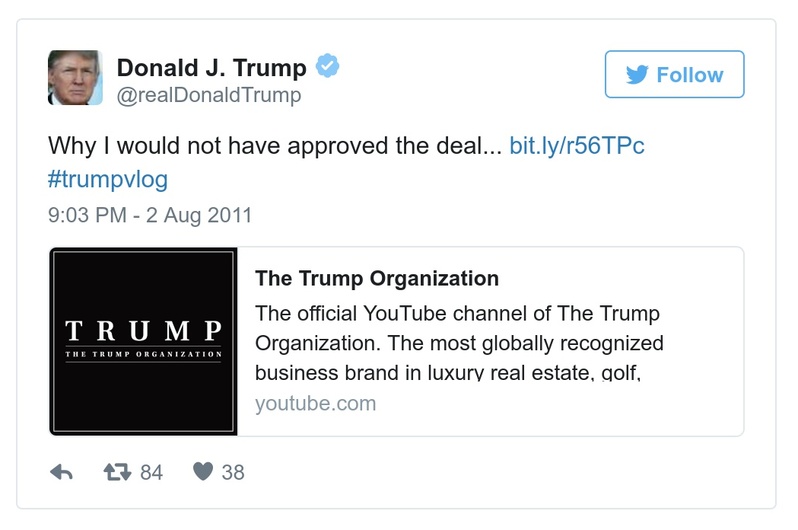 Donald J. Trump
@realDonaldTrump
Follow
Why I would not have approved the deal... bit.ly/r56TPc
#trumpvlog
9:03 PM - 2 Aug 2011
TRUMP
THE TRUMP ORGANIZATION
The Trump Organization
The official YouTube channel of The Trump
Organization. The most globally recognized
business brand in luxury real estate, golf,
youtube.com
84
38